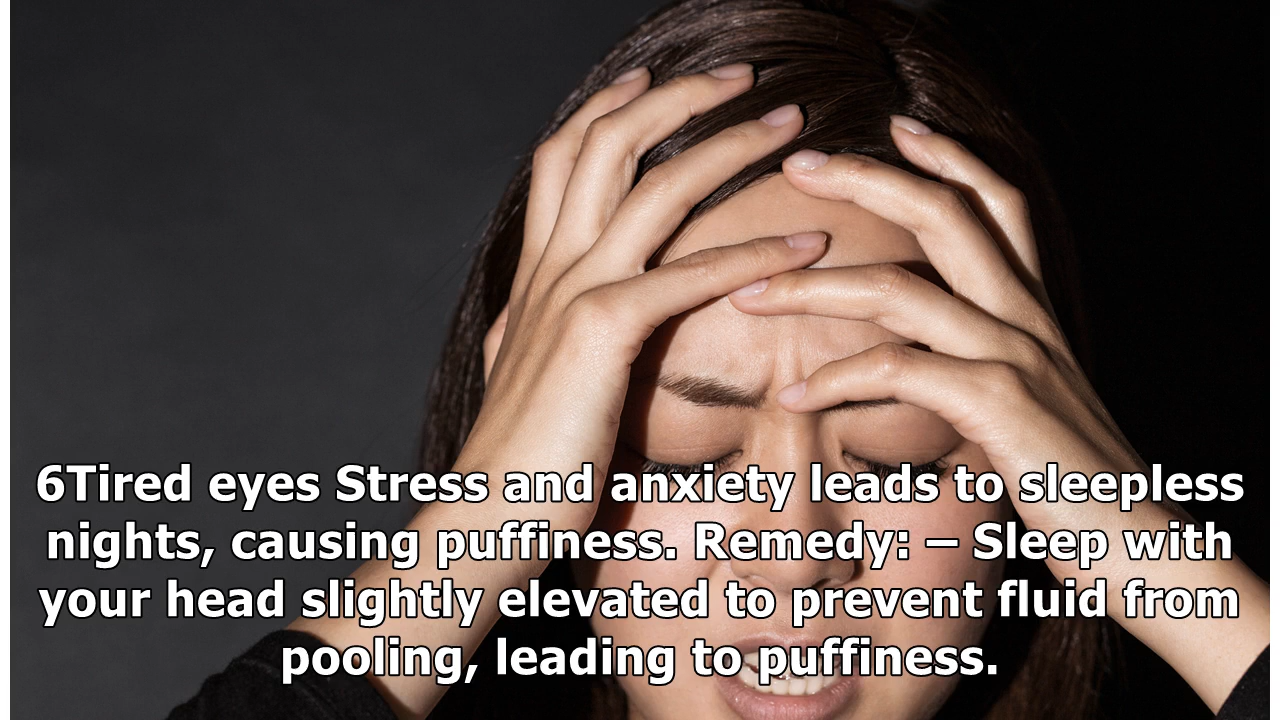 6Tired eyes Stress and anxiety leads to sleepless
nights, causing puffiness. Remedy: – Sleep with
your head slightly elevated to prevent fluid from
pooling, leading to puffiness.